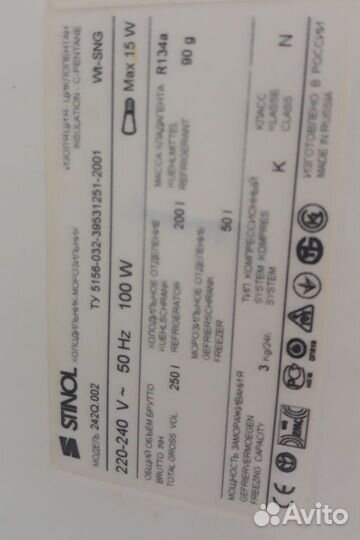 STINOL
ХОЛОДИЛЬНИК-МОРОЗИЛЬНИК
ИЗОЛЯЦИЯ: ЦИКЛОПЕНТАН
INSULATION - C-PENTANE
МОДЕЛЬ 242Q.002
ТУ 5156-032-39531251-2001
Wt-SNG
220-240 V ~ 50 Hz 100 W
Max 15 W
ОБЩИЙ ОБЪЕМ БРУТТО
BRUTTO INH
TOTAL GROSS VOL
250 l
ХОЛОДИЛЬНОЕ ОТДЕЛЕНИЕ
KUEHLSCHRANK
REFRIGERATOR
200 l
МАССА ХЛАДАГЕНТА
KUEHLMITTEL
REFRIGERANT
R134a
90 g
МОРОЗИЛЬНОЕ ОТДЕЛЕНИЕ
GEFRIERSCHRANK
FREEZER
50 l
МОЩНОСТЬ ЗАМОРАЖИВАНИЯ
GEFRIERVERMOEGEN
FREEZING CAPACITY
3 kg/24h
ТИП КОМПРЕССИОННЫЙ
SYSTEM KOMPRES
SYSTEM
K
КЛАСС
KLASSE
CLASS
N
CE
ИЗГОТОВЛЕНО В РОССИИ
MADE IN RUSSIA
Avito